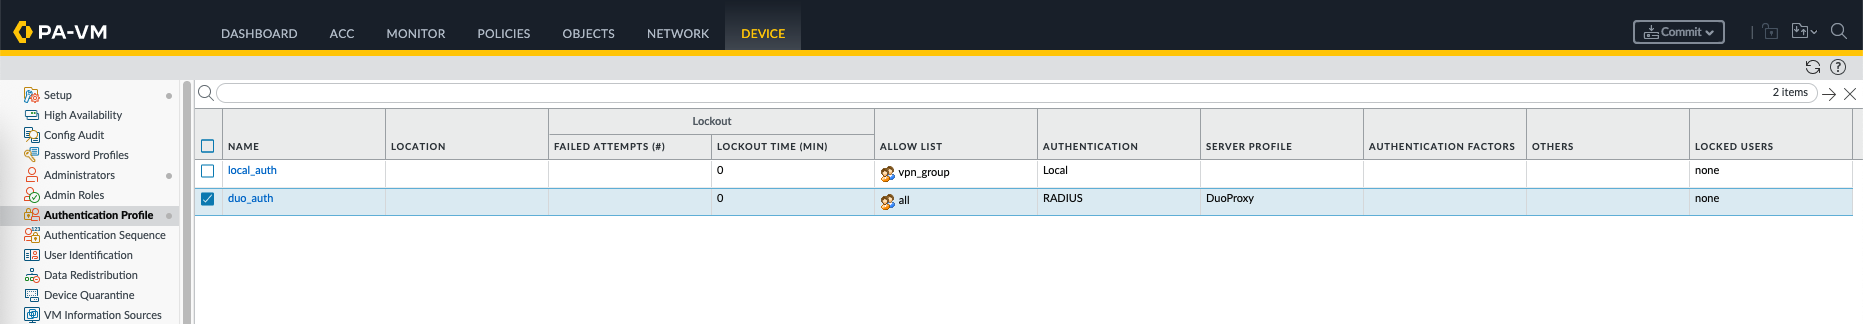 PA-VM
DASHBOARD ACC MONITOR POLICIES OBJECTS NETWORK DEVICE
Commit
2 items
Setup
High Availability
Config Audit
Password Profiles
Administrators
Admin Roles
Authentication Profile
Authentication Sequence
User Identification
Data Redistribution
Device Quarantine
VM Information Sources
Lockout
NAME LOCATION FAILED ATTEMPTS (#) LOCKOUT TIME (MIN) ALLOW LIST AUTHENTICATION SERVER PROFILE AUTHENTICATION FACTORS OTHERS LOCKED USERS
local_auth 0 vpn_group Local none
duo_auth 0 all RADIUS DuoProxy none